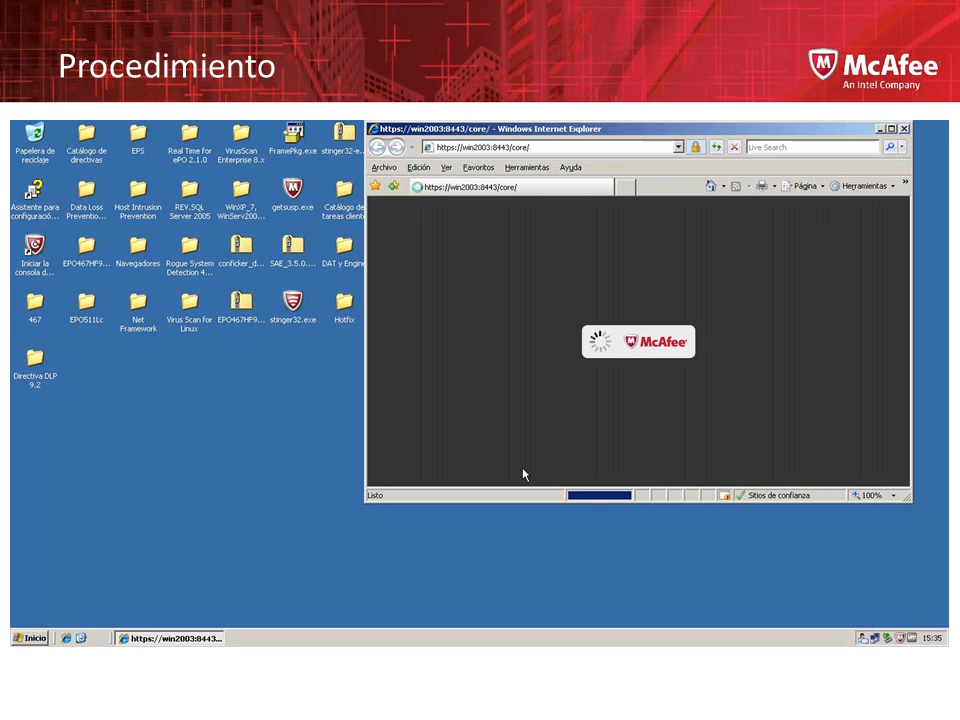 Procedimiento
McAfee
An Intel Company
Papelera de reciclaje
Catálogo de directivas
EPS
Real Time for ePO 2.1.0
VirusScan Enterprise 8.x
FramePkg.exe
stinger32-e...
Asistente para configuració...
Data Loss Preventio...
Host Intrusion Prevention
REV.SQL Server 2005
WinXP_7, WinServ200...
getsusp.exe
Catálogo de tareas cliente
Iniciar la consola d...
EPO467HF9...
Navegadores
Rogue System Detection 4...
conficker_d...
SAE_3.5.0....
DAT y Engine
467
EPO511Lc
Net Framework
Virus Scan for Linux
EPO467HF9...
stinger32.exe
Hotfix
Directiva DLP 9.2
https://win2003:8443/core/ - Windows Internet Explorer
https://win2003:8443/core/
Live Search
Archivo Edición Ver Favoritos Herramientas Ayuda
https://win2003:8443/core/
Página
Herramientas
McAfee
Listo
Sitios de confianza
100%
Inicio
https://win2003:8443...
15:35